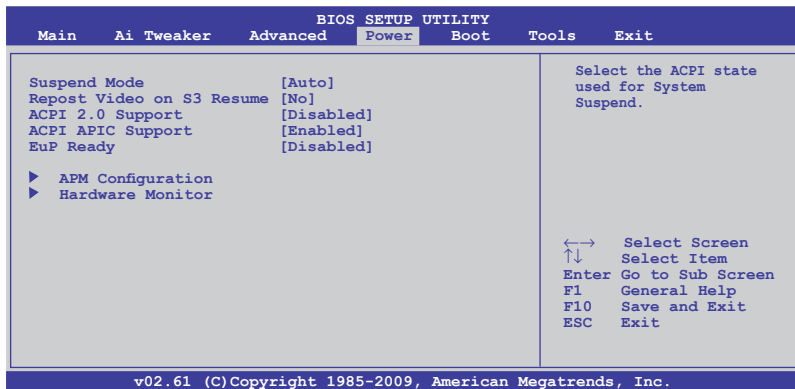 BIOS SETUP UTILITY
Main Ai Tweaker Advanced Power Boot Tools Exit
Suspend Mode [Auto]
Repost Video on S3 Resume [No]
ACPI 2.0 Support [Disabled]
ACPI APIC Support [Enabled]
EuP Ready [Disabled]
▶ APM Configuration
▶ Hardware Monitor
Select the ACPI state
used for System
Suspend.
←→ Select Screen
↑↓ Select Item
Enter Go to Sub Screen
F1 General Help
F10 Save and Exit
ESC Exit
v02.61 (C)Copyright 1985-2009, American Megatrends, Inc.